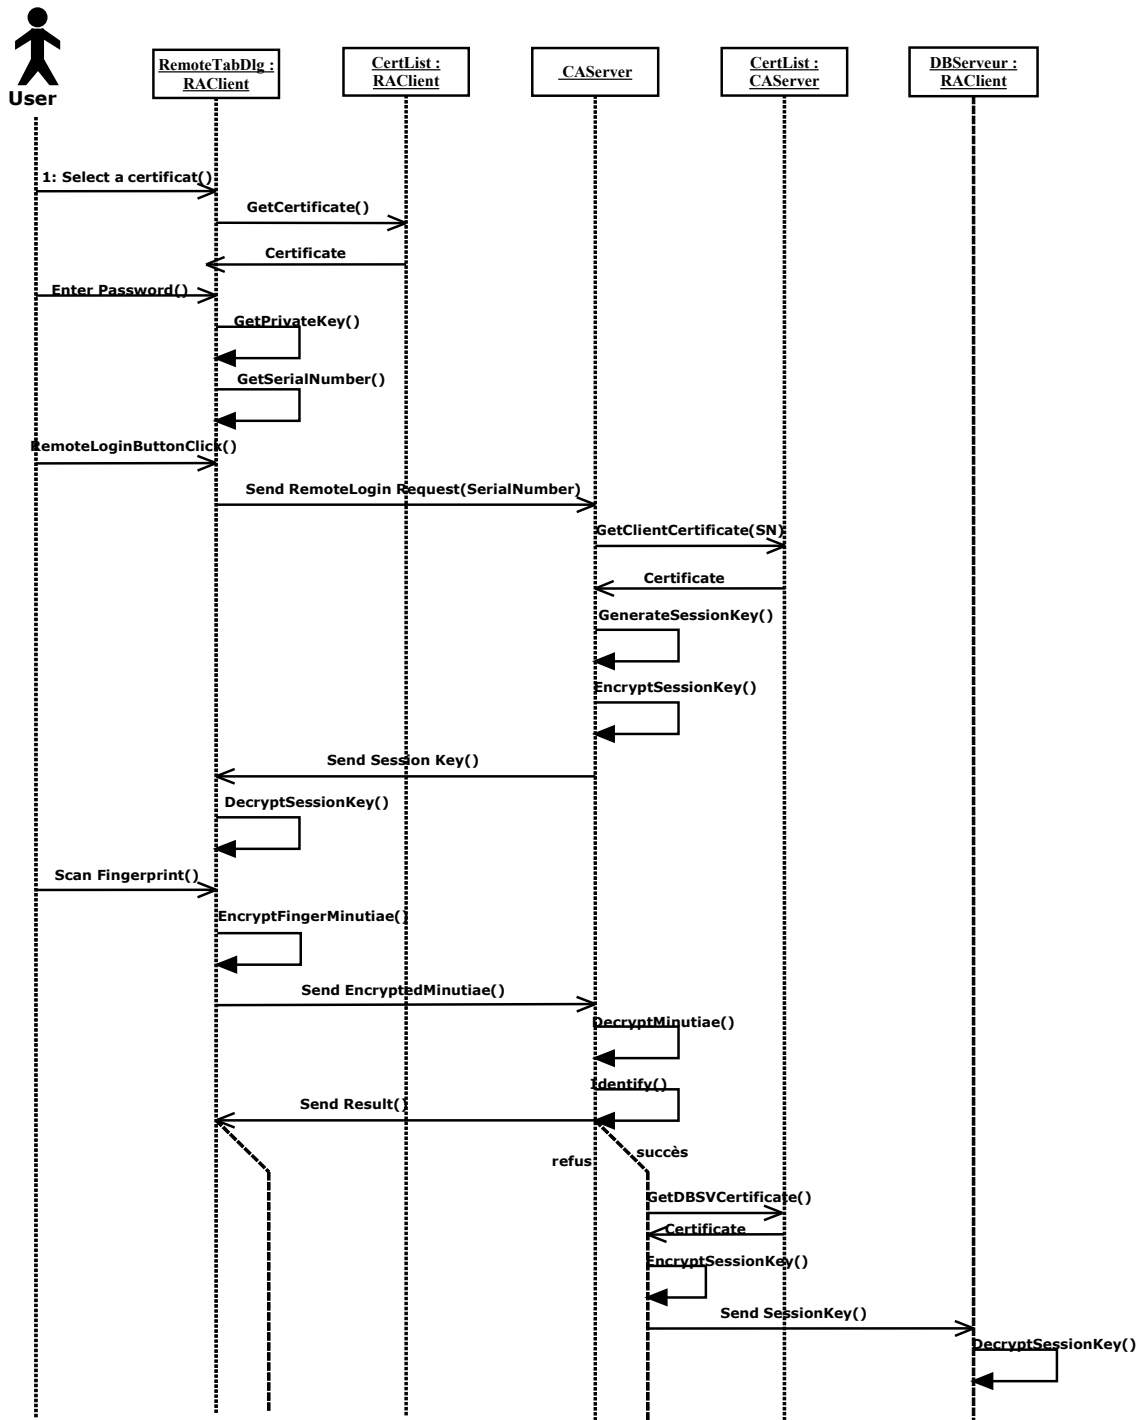 User
RemoteTabDlg :
RAClient
CertList :
RAClient
CAServer
CertList :
CAServer
DBServeur :
RAClient
1: Select a certificat()
GetCertificate()
Certificate
Enter Password()
GetPrivateKey()
GetSerialNumber()
RemoteLoginButtonClick()
Send RemoteLogin Request(SerialNumber)
GetClientCertificate(SN)
Certificate
GenerateSessionKey()
EncryptSessionKey()
Send Session Key()
DecryptSessionKey()
Scan Fingerprint()
EncryptFingerMinutiae()
Send EncryptedMinutiae()
DecryptMinutiae()
Identify()
Send Result()
refus
succès
GetDBSVCertificate()
Certificate
EncryptSessionKey()
Send SessionKey()
DecryptSessionKey()